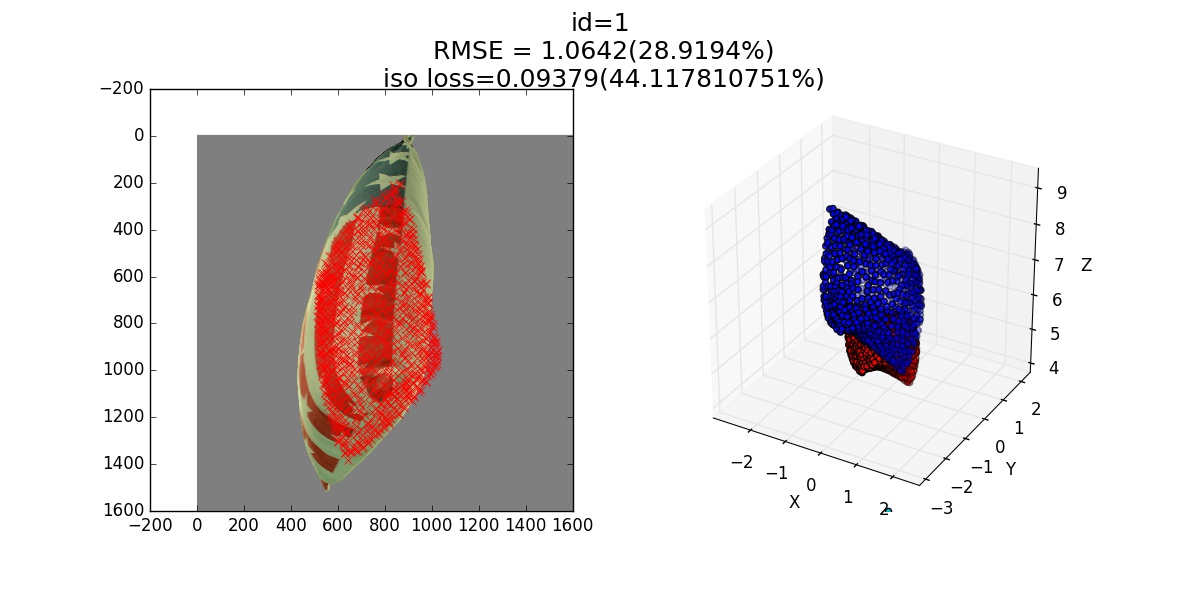 id=1
RMSE = 1.0642(28.9194%)
iso loss=0.09379(44.117810751%)
−200
0
200
400
600
800
1000
1200
1400
1600
−200 0 200 400 600 800 1000 1200 1400 1600
9
8
7 Z
6
5
4
−2 −1 0 1 2
X
−3 −2 −1 0 1 2
Y